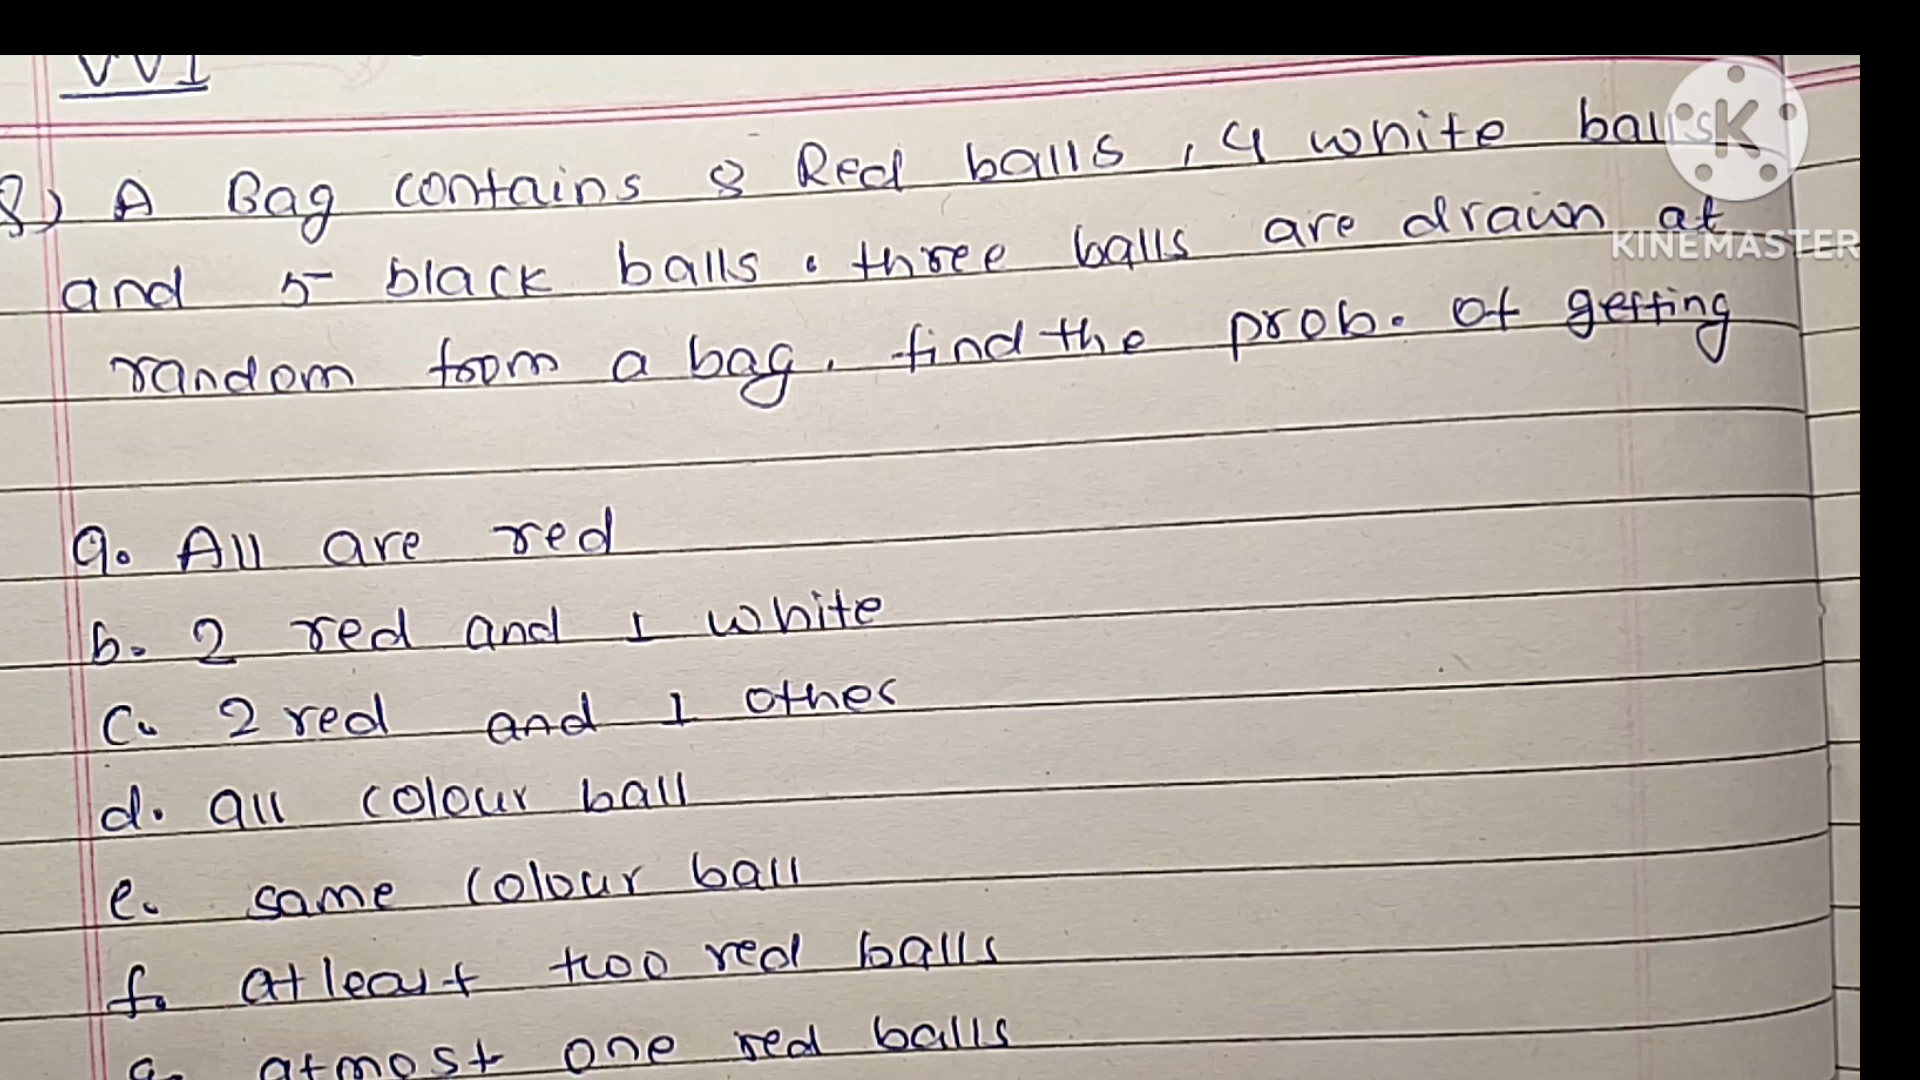 VVI
Q) A Bag contains 8 Red balls, 4 white balls
and 5 black balls. three balls are drawn at
random from a bag. find the prob. of getting
a. All are red
b. 2 red and 1 white
c. 2 red and 1 other
d. all colour ball
e. same colour ball
f. atleast two red balls
g. atmost one red balls
K
KINEMASTER